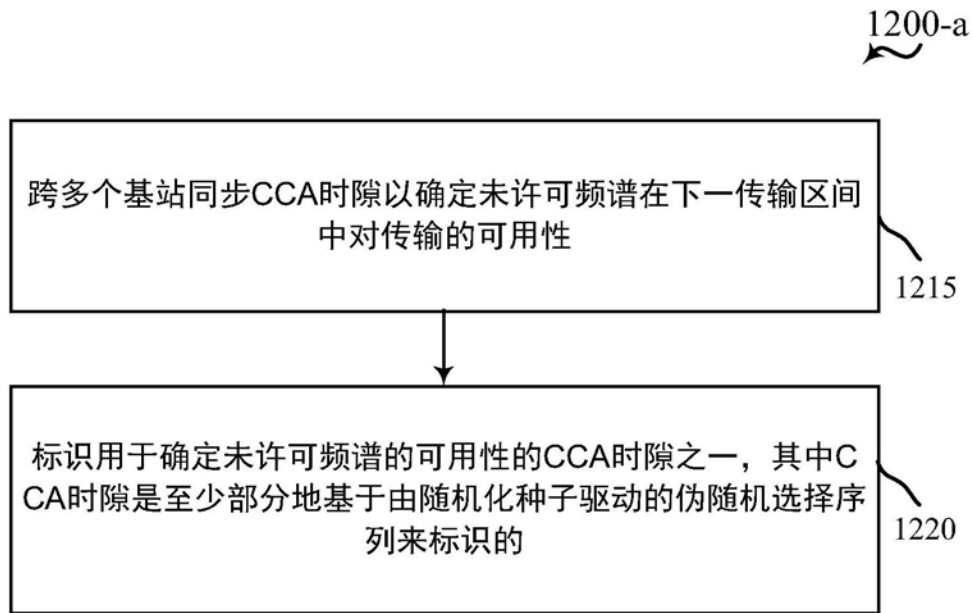 1200-a
跨多个基站同步CCA时隙以确定未许可频谱在下一传输区间
中对传输的可用性
1215
标识用于确定未许可频谱的可用性的CCA时隙之一，其中C
CA时隙是至少部分地基于由随机化种子驱动的伪随机选择序
列来标识的
1220